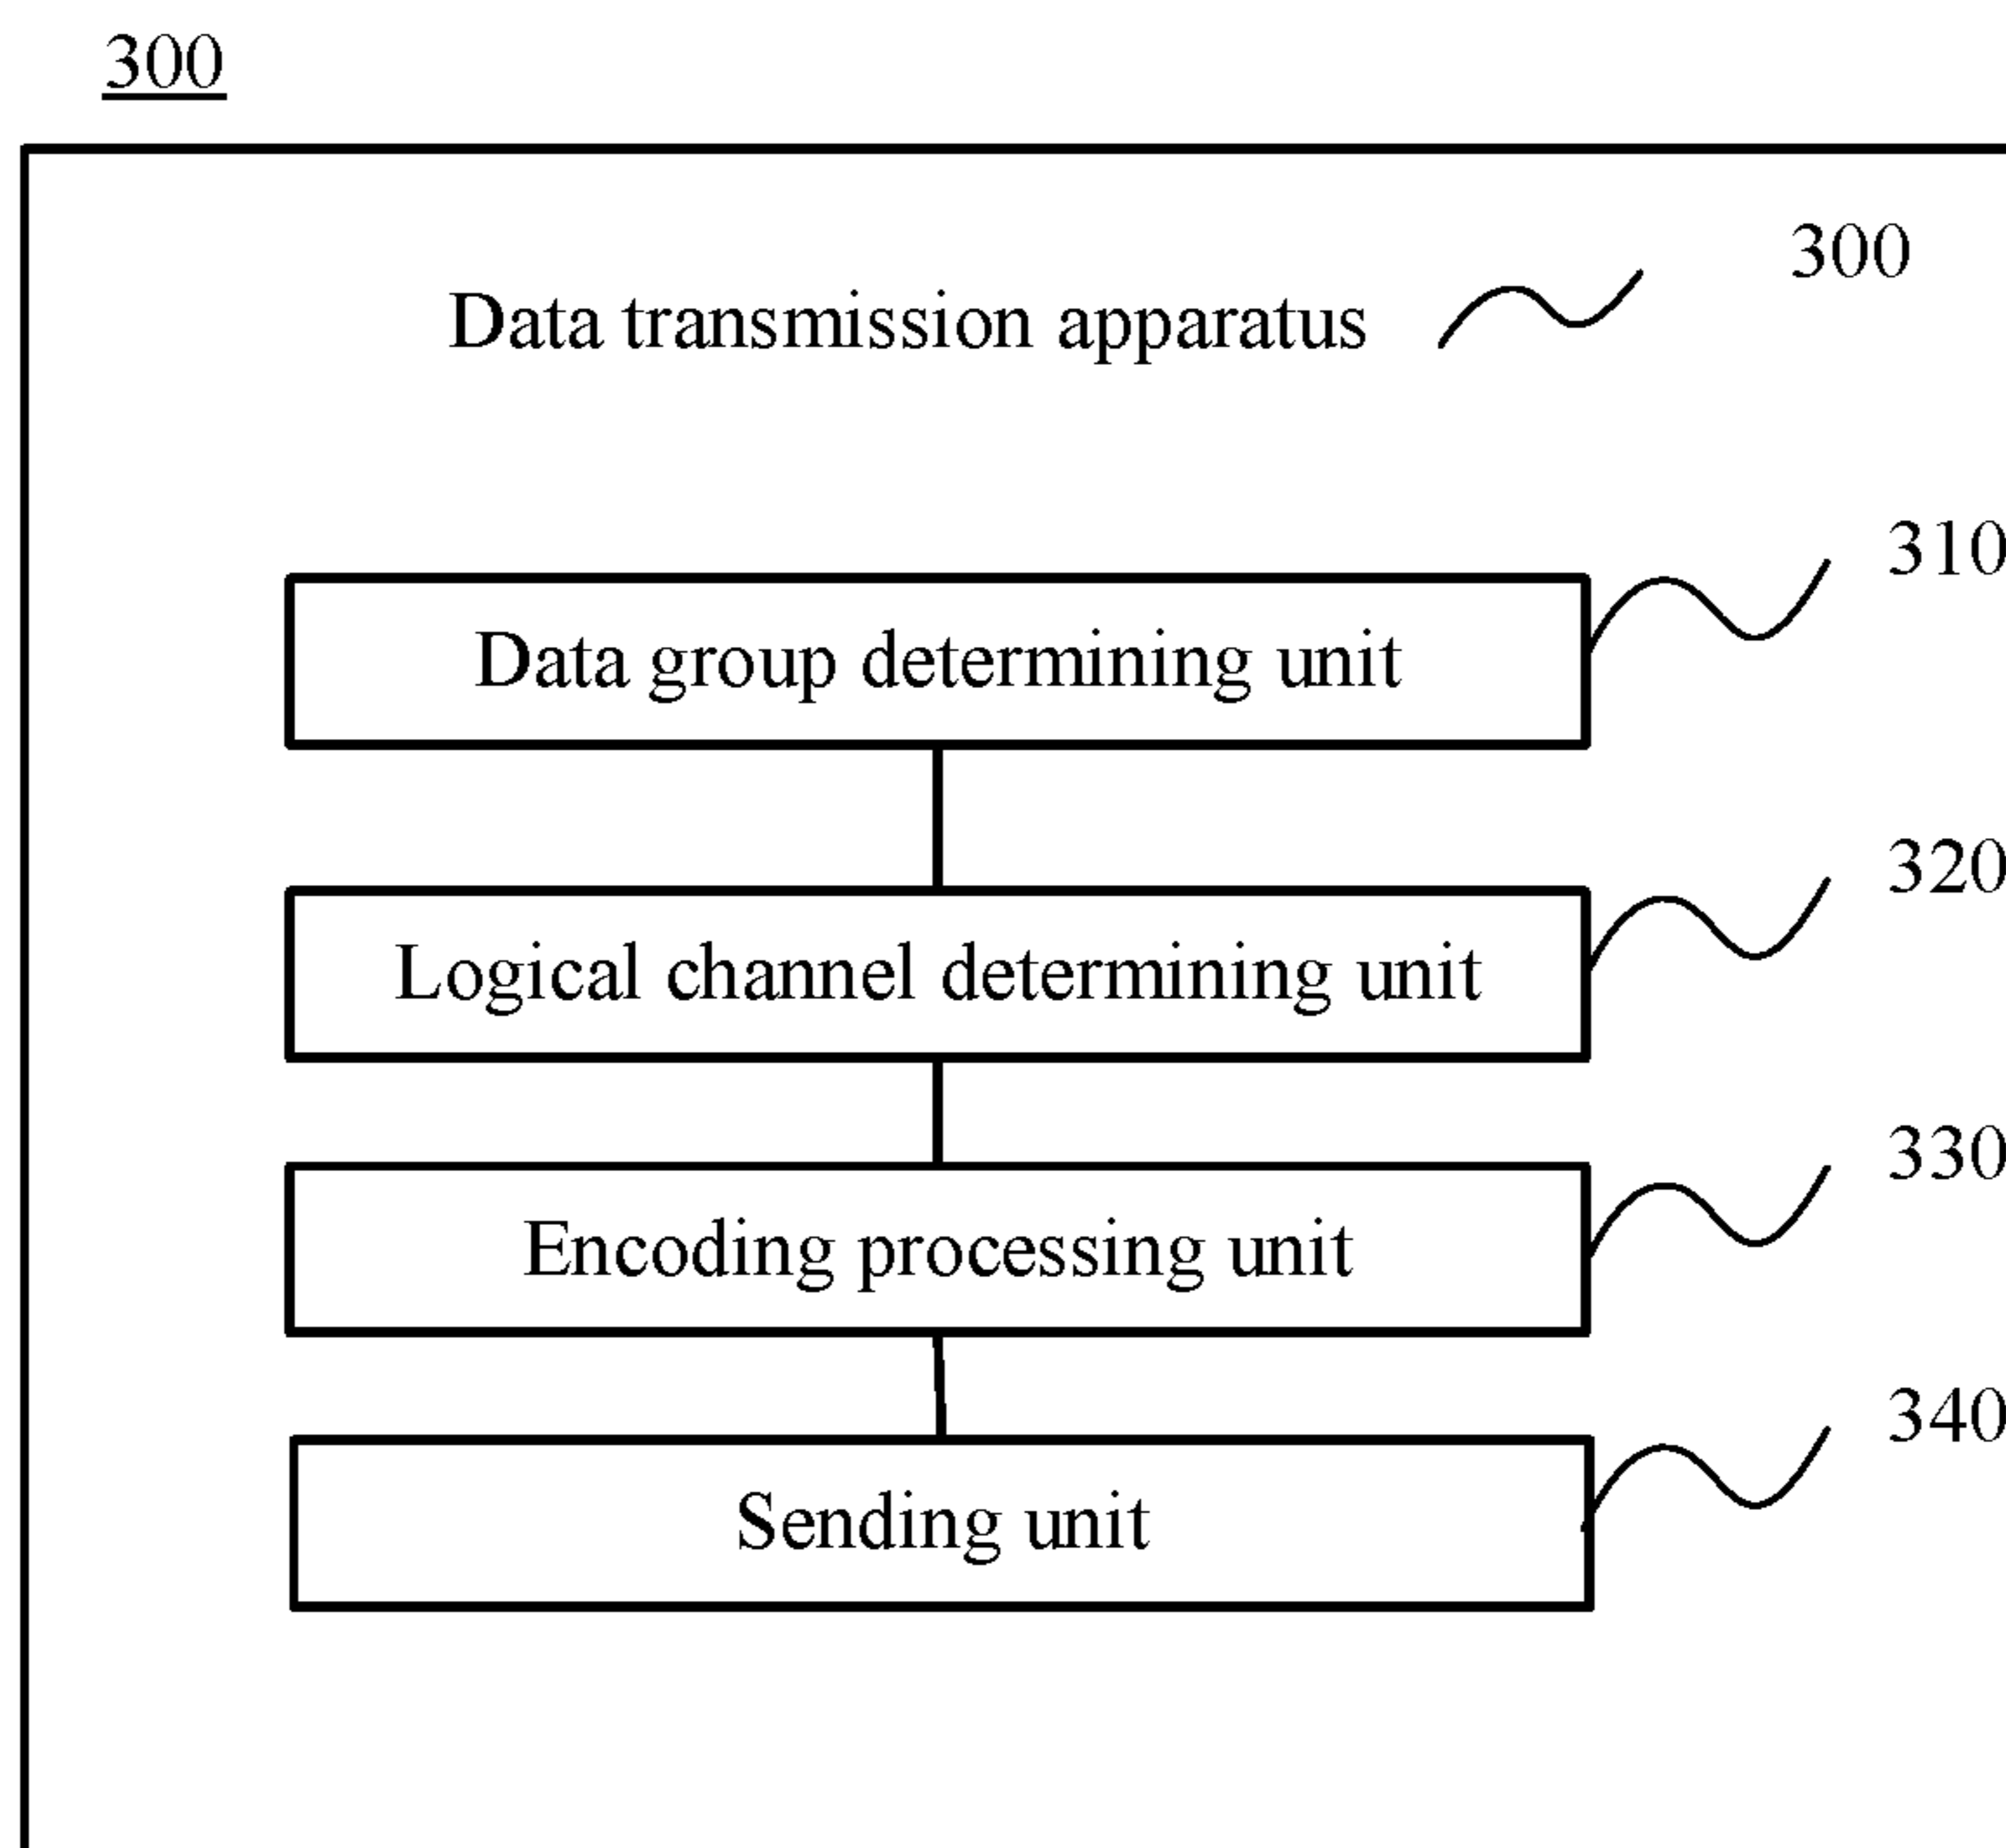 300
300
Data transmission apparatus
310
Data group determining unit
320
Logical channel determining unit
330
Encoding processing unit
340
Sending unit